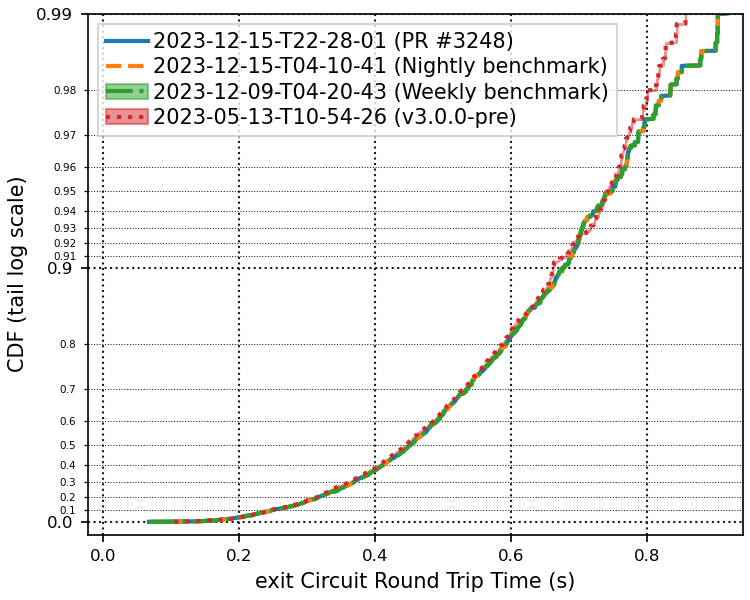 0.99
2023-12-15-T22-28-01 (PR #3248)
2023-12-15-T04-10-41 (Nightly benchmark)
2023-12-09-T04-20-43 (Weekly benchmark)
2023-05-13-T10-54-26 (v3.0.0-pre)
0.98
0.97
0.96
0.95
0.94
0.93
0.92
0.91
0.9
0.8
0.7
0.6
0.5
0.4
0.3
0.2
0.1
0.0
CDF (tail log scale)
0.0 0.2 0.4 0.6 0.8
exit Circuit Round Trip Time (s)